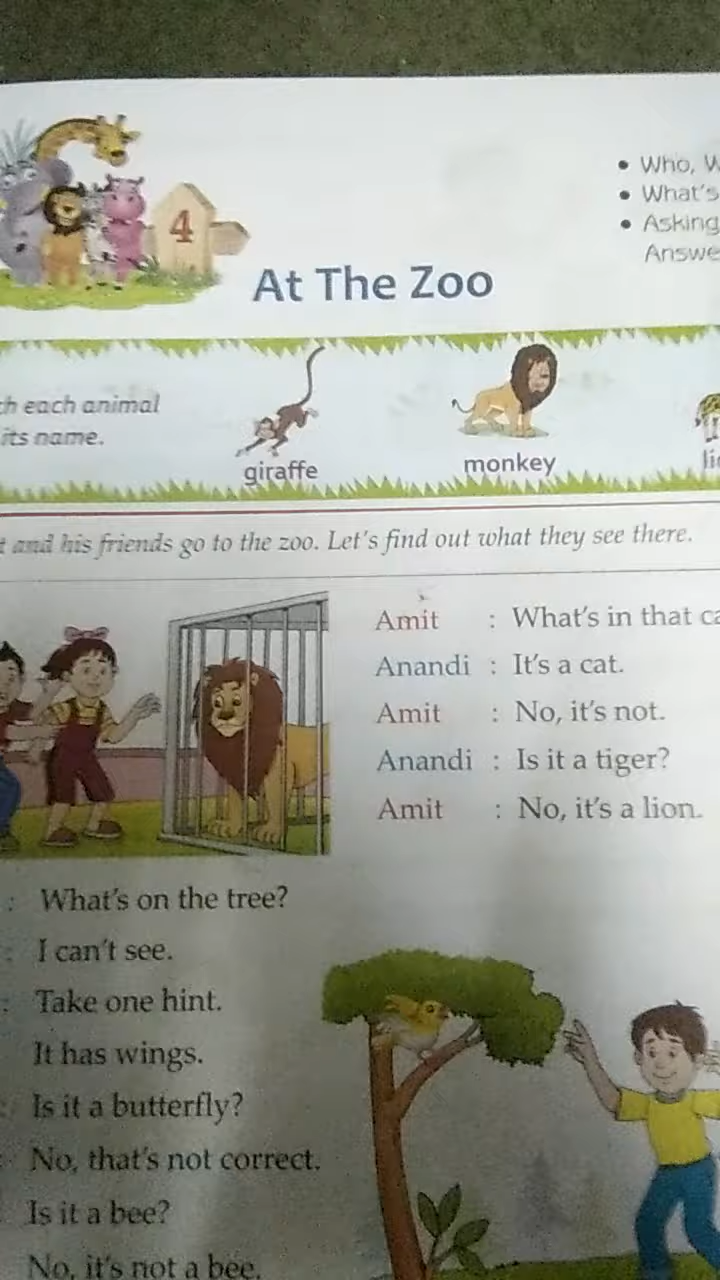 4
At The Zoo
• Who,
• What's
• Asking
each animal
its name.
giraffe
monkey
and his friends go to the zoo. Let's find out what they see there.
Amit : What's in that
Anandi : It's a cat.
Amit : No, it's not.
Anandi : Is it a tiger?
Amit : No, it's a lion.
: What's on the tree?
: I can't see.
: Take one hint.
It has wings.
: Is it a butterfly?
: No, that's not correct.
Is it a bee?
No, it's not a bee.